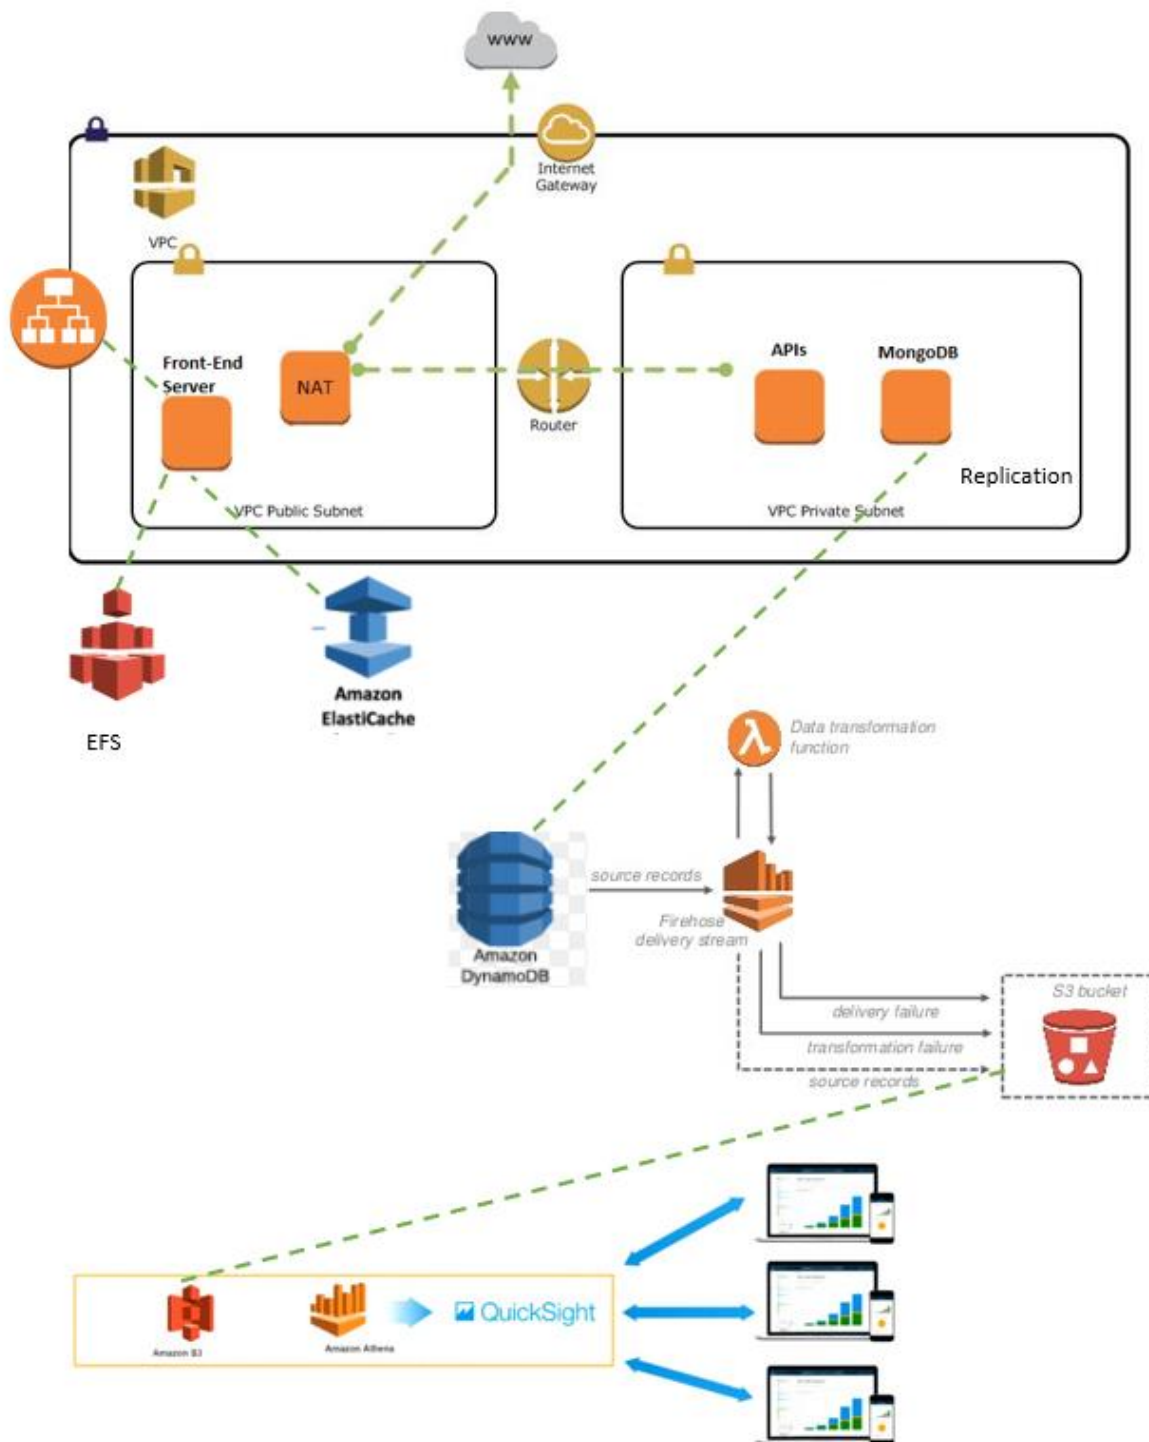 www
Internet
Gateway
VPC
Front-End
Server
NAT
Router
APIs
MongoDB
Replication
VPC Public Subnet
VPC Private Subnet
EFS
Amazon
ElastiCache
Data transformation
function
source records
Firehose
delivery stream
Amazon
DynamoDB
S3 bucket
delivery failure
transformation failure
source records
Amazon S3
Amazon Athena
QuickSight